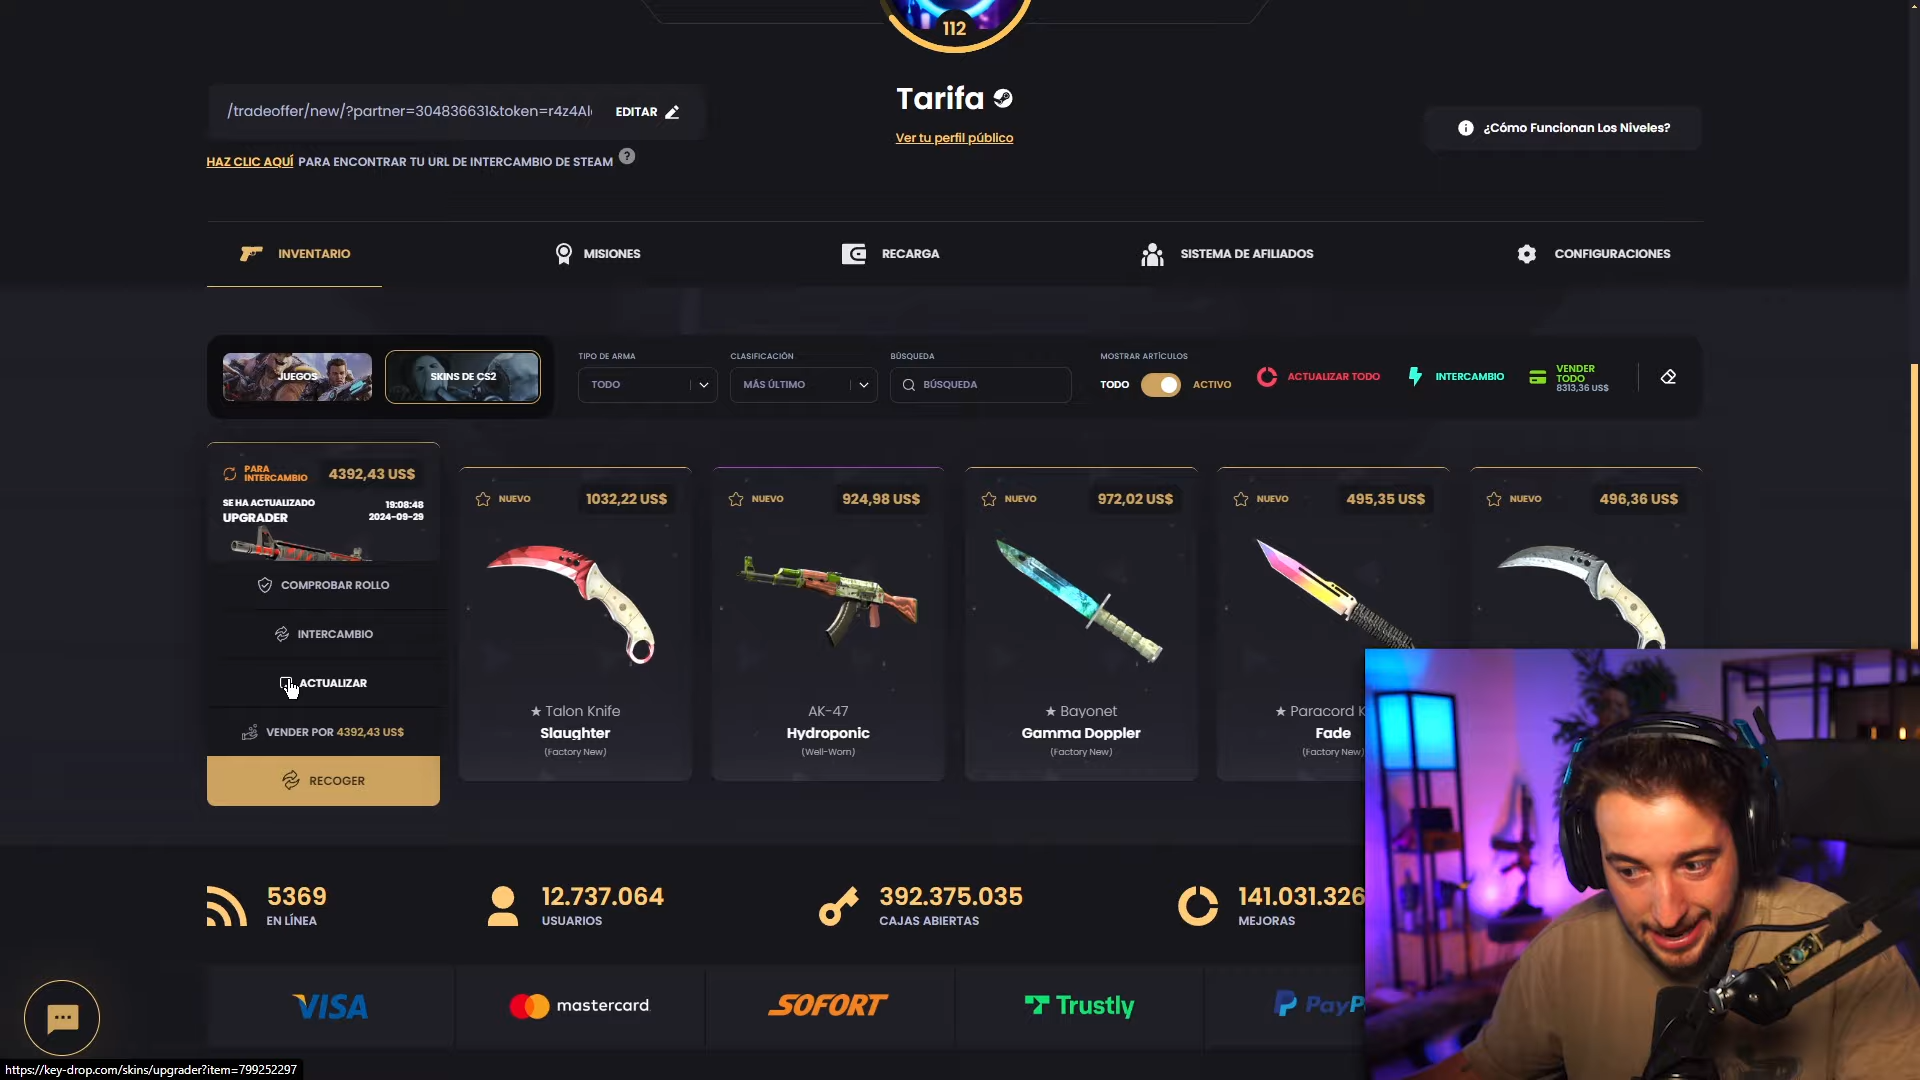 112
/tradeoffer/new/?partner=304836631&token=r4z4Al
EDITAR
Tarifa
Ver tu perfil público
¿Cómo Funcionan Los Niveles?
HAZ CLIC AQUÍ PARA ENCONTRAR TU URL DE INTERCAMBIO DE STEAM ?
INVENTARIO
MISIONES
RECARGA
SISTEMA DE AFILIADOS
CONFIGURACIONES
JUEGOS
SKINS DE CS2
TIPO DE ARMA
TODO
CLASIFICACIÓN
MÁS ÚLTIMO
BÚSQUEDA
BÚSQUEDA
MOSTRAR ARTÍCULOS
TODO
ACTIVO
ACTUALIZAR TODO
INTERCAMBIO
VENDER
TODO
8313,36 US$
PARA
INTERCAMBIO
4392,43 US$
SE HA ACTUALIZADO
UPGRADER
19:08:48
2024-09-29
COMPROBAR ROLLO
INTERCAMBIO
ACTUALIZAR
VENDER POR 4392,43 US$
RECOGER
NUEVO
1032,22 US$
★ Talon Knife
Slaughter
(Factory New)
NUEVO
924,98 US$
AK-47
Hydroponic
(Well-Worn)
NUEVO
972,02 US$
★ Bayonet
Gamma Doppler
(Factory New)
NUEVO
495,35 US$
★ Paracord K
Fade
(Factory New)
NUEVO
496,36 US$
5369
EN LÍNEA
12.737.064
USUARIOS
392.375.035
CAJAS ABIERTAS
141.031.326
MEJORAS
VISA
mastercard
SOFORT
Trustly
PayP
https://key-drop.com/skins/upgrader?item=799252297